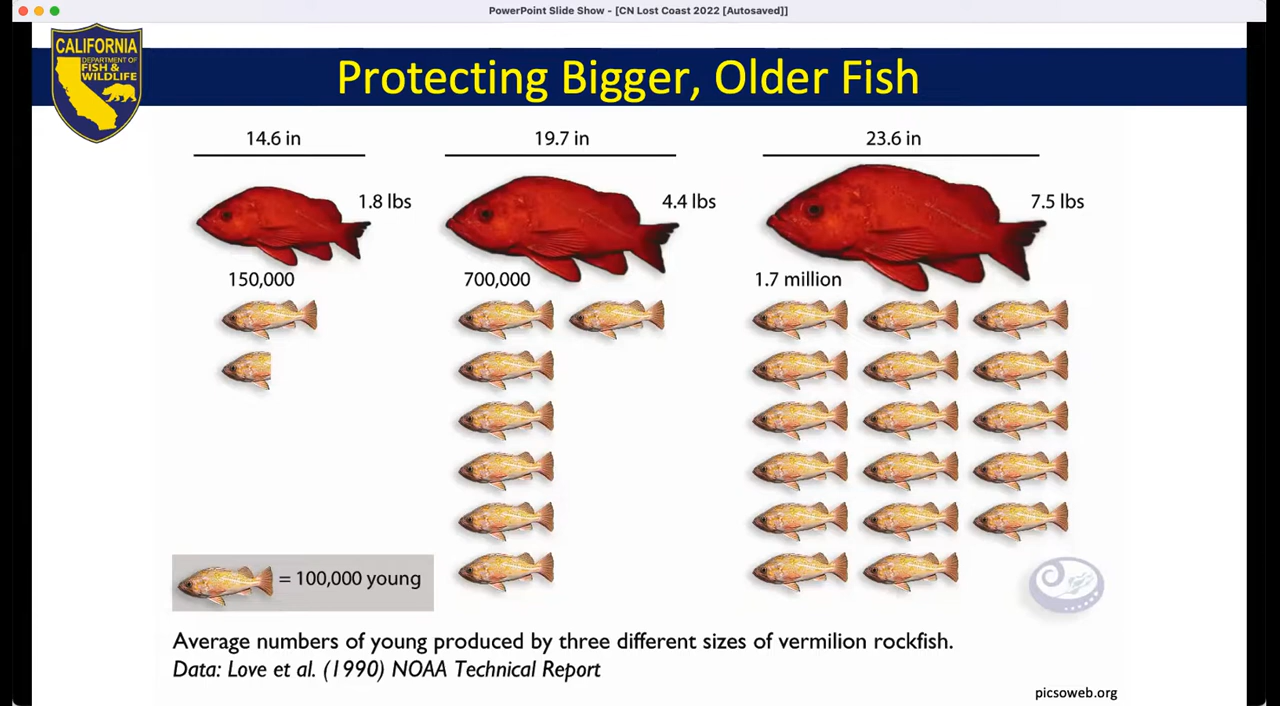 PowerPoint Slide Show - [CN Lost Coast 2022 [Autosaved]]
CALIFORNIA
DEPARTMENT OF
FISH &
WILDLIFE
Protecting Bigger, Older Fish
14.6 in
19.7 in
23.6 in
1.8 lbs
4.4 lbs
7.5 lbs
150,000
700,000
1.7 million
= 100,000 young
Average numbers of young produced by three different sizes of vermilion rockfish.
Data: Love et al. (1990) NOAA Technical Report
picsoweb.org